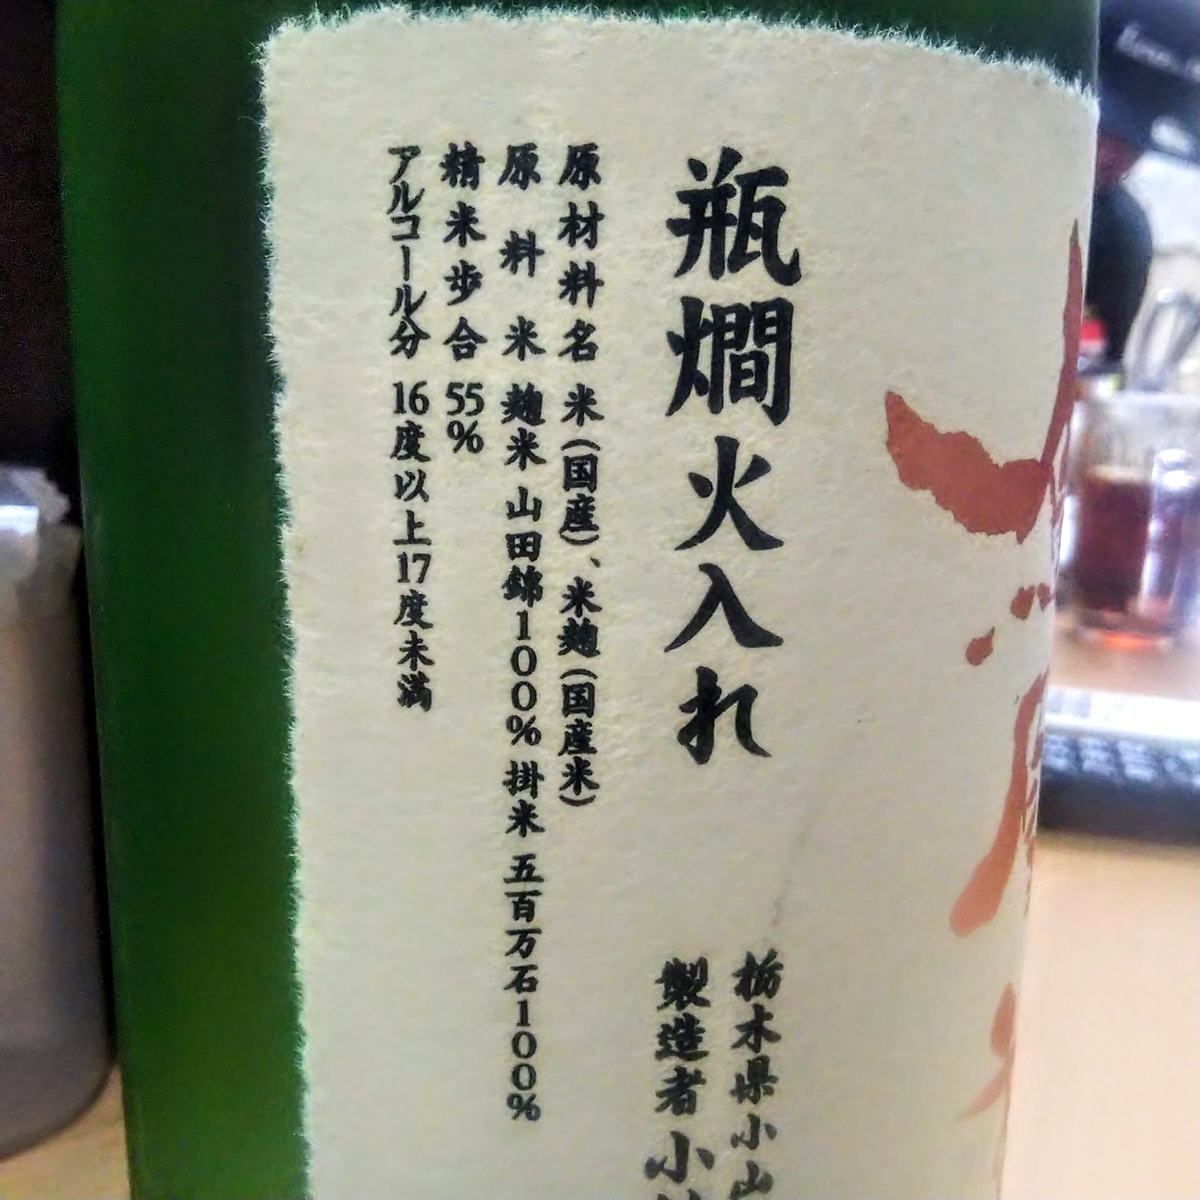 瓶燗火入れ
栃木県小山
製造者 小
原材料名 米(国産)、米麹(国産米)
原料米 麹米 山田錦100% 掛米 五百万石100%
精米歩合 55%
アルコール分 16度以上17度未満